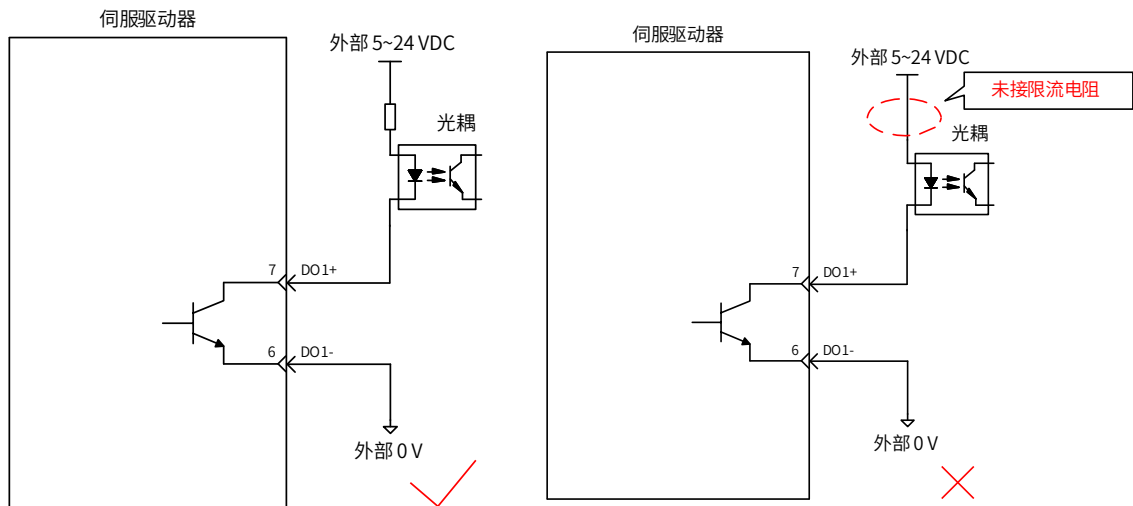 伺服驱动器
外部 5~24 VDC
光耦
7
DO1+
6
DO1-
外部 0 V
伺服驱动器
外部 5~24 VDC
未接限流电阻
光耦
7
DO1+
6
DO1-
外部 0 V